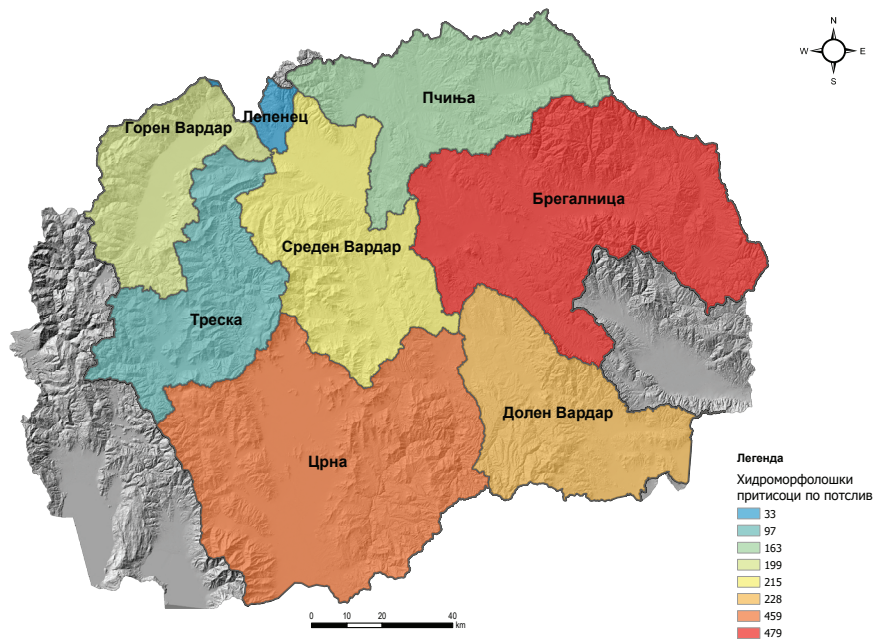 N
W E
S
Пчиња
Лепенец
Горен Вардар
Брегалница
Среден Вардар
Треска
Долен Вардар
Црна
Легенда
Хидроморфолошки
притисоци по потслив
33
97
163
199
215
228
459
479
0 10 20 40
km